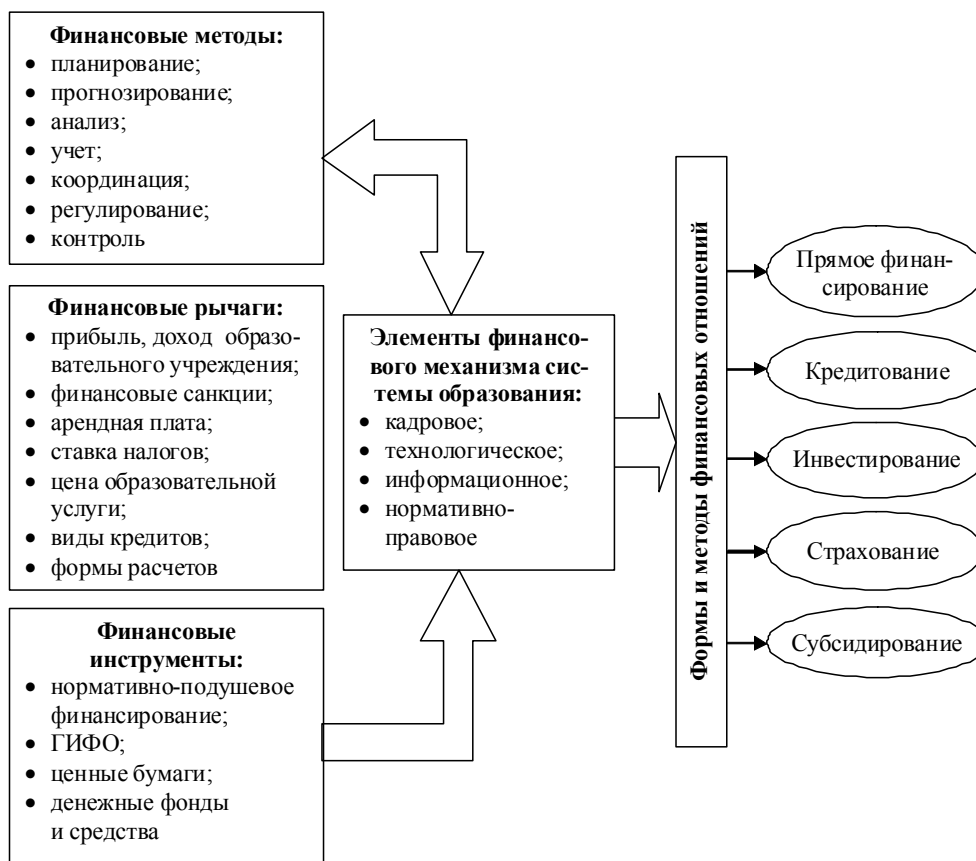 Финансовые методы:
• планирование;
• прогнозирование;
• анализ;
• учет;
• координация;
• регулирование;
• контроль
Финансовые рычаги:
• прибыль, доход образо-
вательного учреждения;
• финансовые санкции;
• арендная плата;
• ставка налогов;
• цена образовательной
услуги;
• виды кредитов;
• формы расчетов
Финансовые
инструменты:
• нормативно-подушевое
финансирование;
• ГИФО;
• ценные бумаги;
• денежные фонды
и средства
Элементы финансо-
вого механизма сис-
темы образования:
• кадровое;
• технологическое;
• информационное;
• нормативно-
правовое
Формы и методы финансовых отношений
Прямое финан-
сирование
Кредитование
Инвестирование
Страхование
Субсидирование